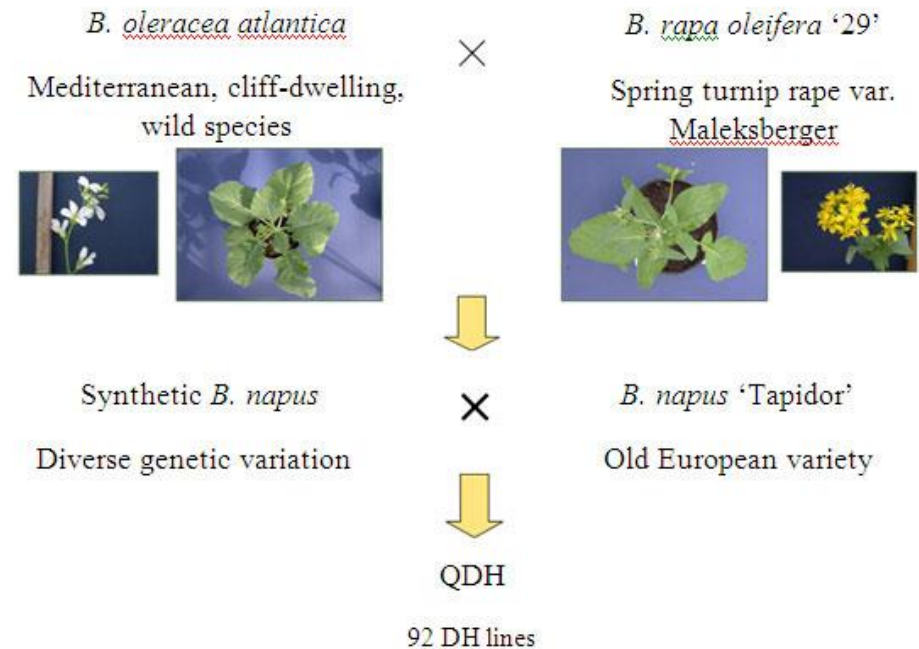 B. oleracea atlantica
Mediterranean, cliff-dwelling,
wild species
×
B. rapa oleifera ‘29’
Spring turnip rape var.
Maleksberger
Synthetic B. napus
Diverse genetic variation
×
B. napus ‘Tapidor’
Old European variety
QDH
92 DH lines